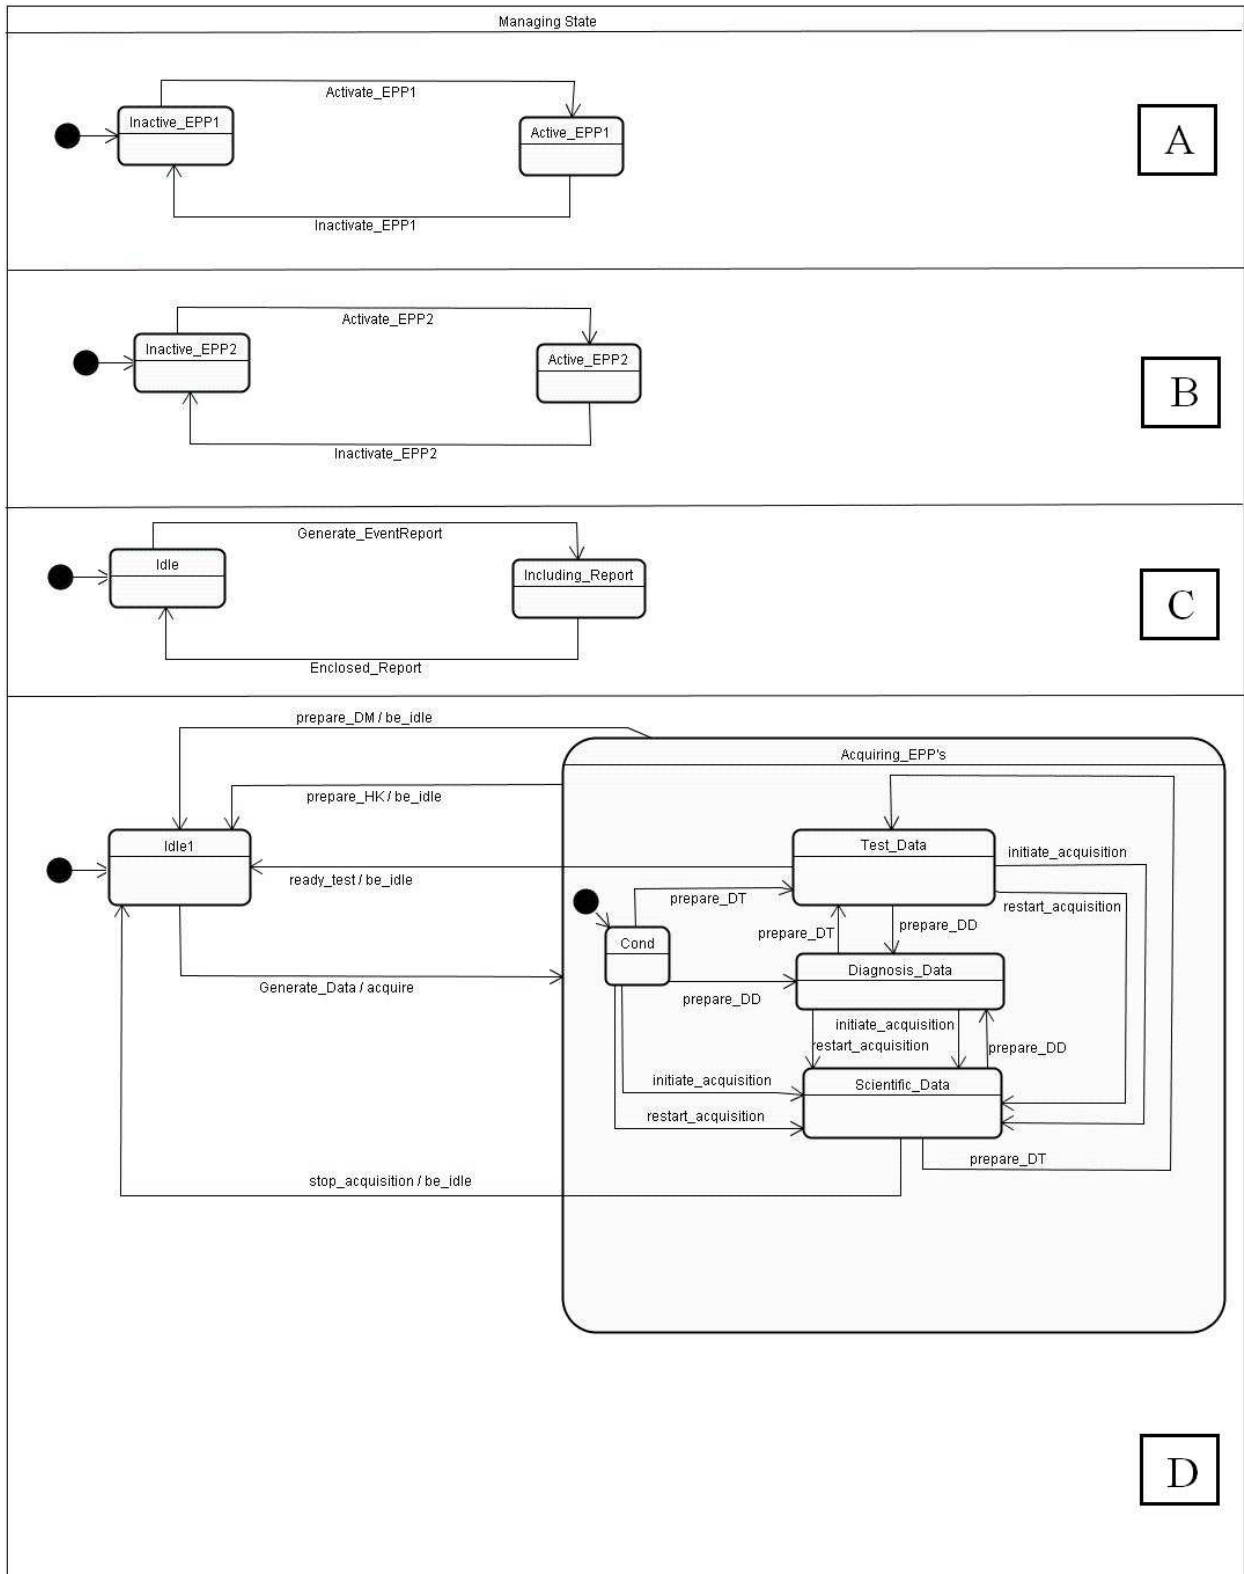 Managing State
Activate_EPP1
Inactive_EPP1
Active_EPP1
A
Inactivate_EPP1
Activate_EPP2
Inactive_EPP2
Active_EPP2
B
Inactivate_EPP2
Generate_EventReport
Idle
Including_Report
C
Enclosed_Report
prepare_DM / be_idle
Acquiring_EPP's
prepare_HK / be_idle
Idle1
Test_Data
initiate_acquisition
ready_test / be_idle
prepare_DT
restart_acquisition
prepare_DT
prepare_DD
Cond
Diagnosis_Data
Generate_Data / acquire
prepare_DD
initiate_acquisition
restart_acquisition
prepare_DD
initiate_acquisition
Scientific_Data
restart_acquisition
prepare_DT
stop_acquisition / be_idle
D